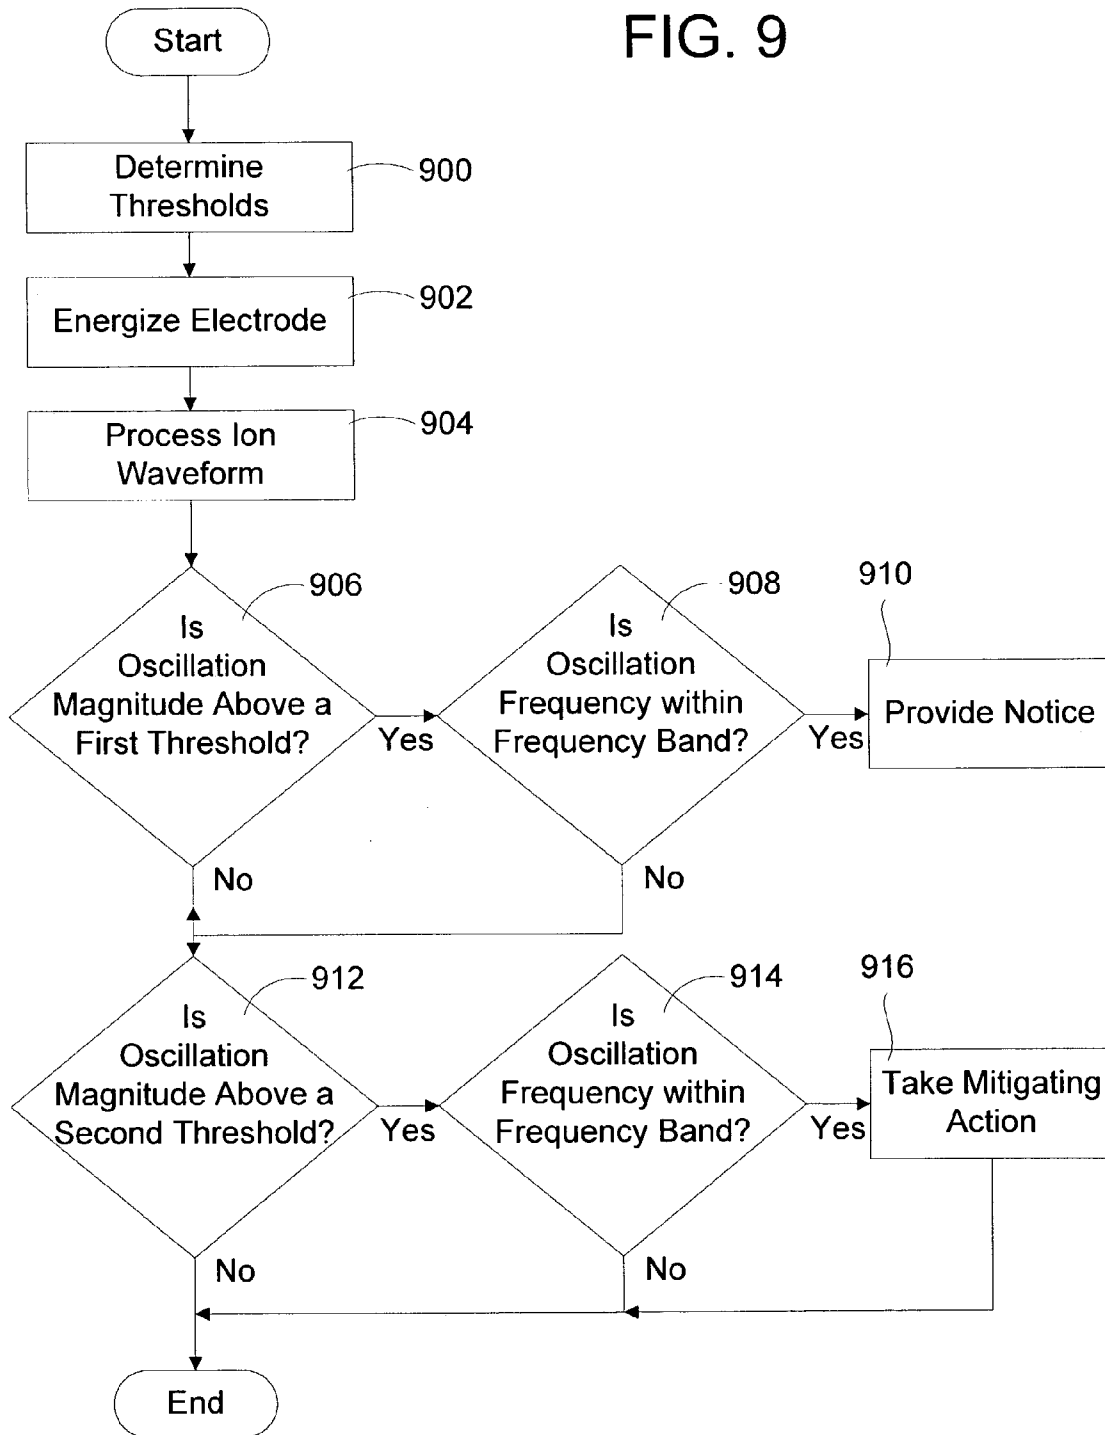 FIG. 9
Start
Determine
Thresholds
900
Energize Electrode
902
Process Ion
Waveform
904
Is
Oscillation
Magnitude Above a
First Threshold?
906
Yes
No
Is
Oscillation
Frequency within
Frequency Band?
908
Yes
No
910
Provide Notice
Is
Oscillation
Magnitude Above a
Second Threshold?
912
Yes
No
Is
Oscillation
Frequency within
Frequency Band?
914
Yes
No
916
Take Mitigating
Action
End